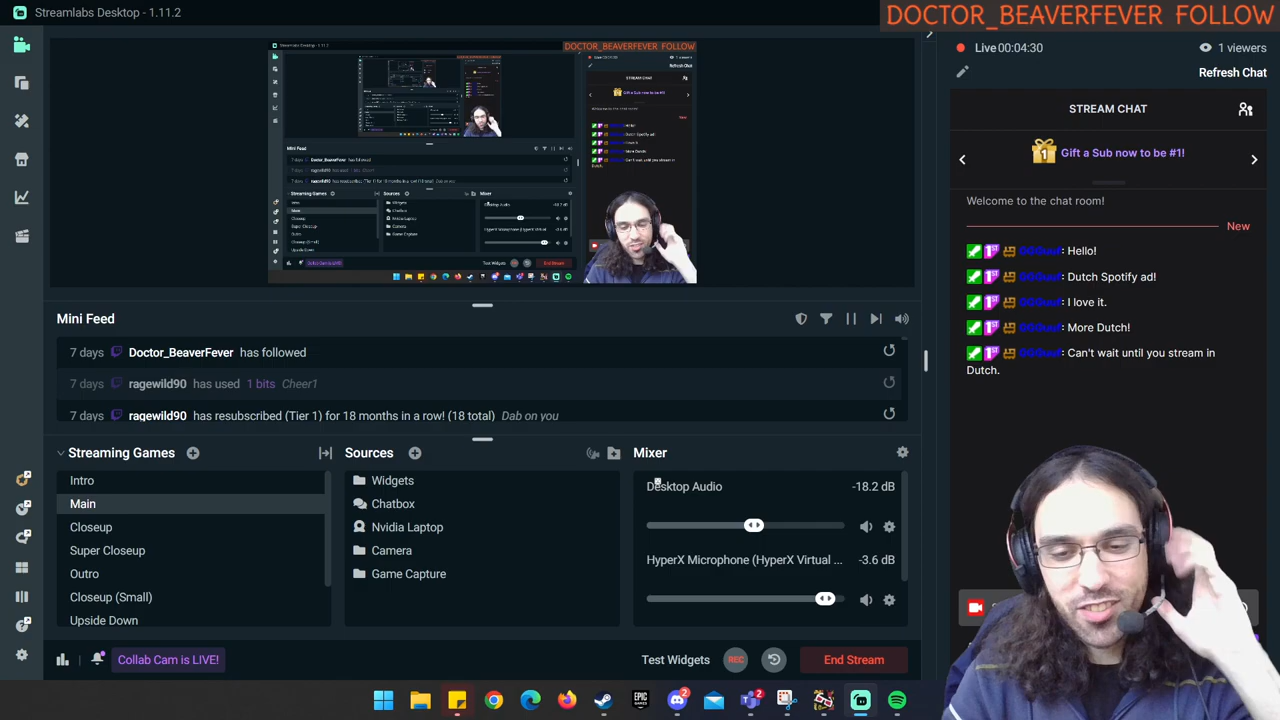 Streamlabs Desktop - 1.11.2
DOCTOR_BEAVERFEVER FOLLOW
Live 00:04:30
1 viewers
Refresh Chat
STREAM CHAT
Gift a Sub now to be #1!
Welcome to the chat room!
New
: Hello!
: Dutch Spotify ad!
: I love it.
: More Dutch!
: Can't wait until you stream in
Dutch.
DOCTOR_BEAVERFEVER FOLLOW
Mini Feed
7 days Doctor_BeaverFever has followed
7 days ragewild90 has used 1 bits Cheer1
7 days ragewild90 has resubscribed (Tier 1) for 18 months in a row! (18 total) Dab on you
Streaming Games
Intro
Main
Closeup
Super Closeup
Outro
Closeup (Small)
Upside Down
Sources
Widgets
Chatbox
Nvidia Laptop
Camera
Game Capture
Mixer
Desktop Audio -18.2 dB
HyperX Microphone (HyperX Virtual ... -3.6 dB
Collab Cam is LIVE!
Test Widgets
REC
End Stream